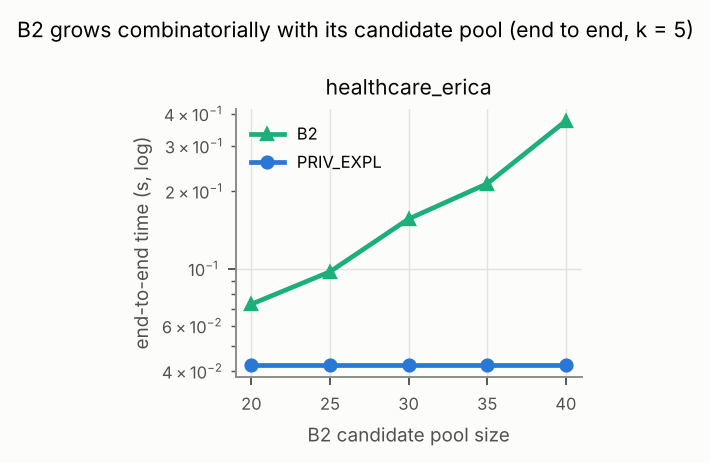 B2 grows combinatorially with its candidate pool (end to end, k = 5)
healthcare_erica
4 × 10⁻¹
3 × 10⁻¹
2 × 10⁻¹
10⁻¹
6 × 10⁻²
4 × 10⁻²
end-to-end time (s, log)
B2
PRIV_EXPL
20 25 30 35 40
B2 candidate pool size